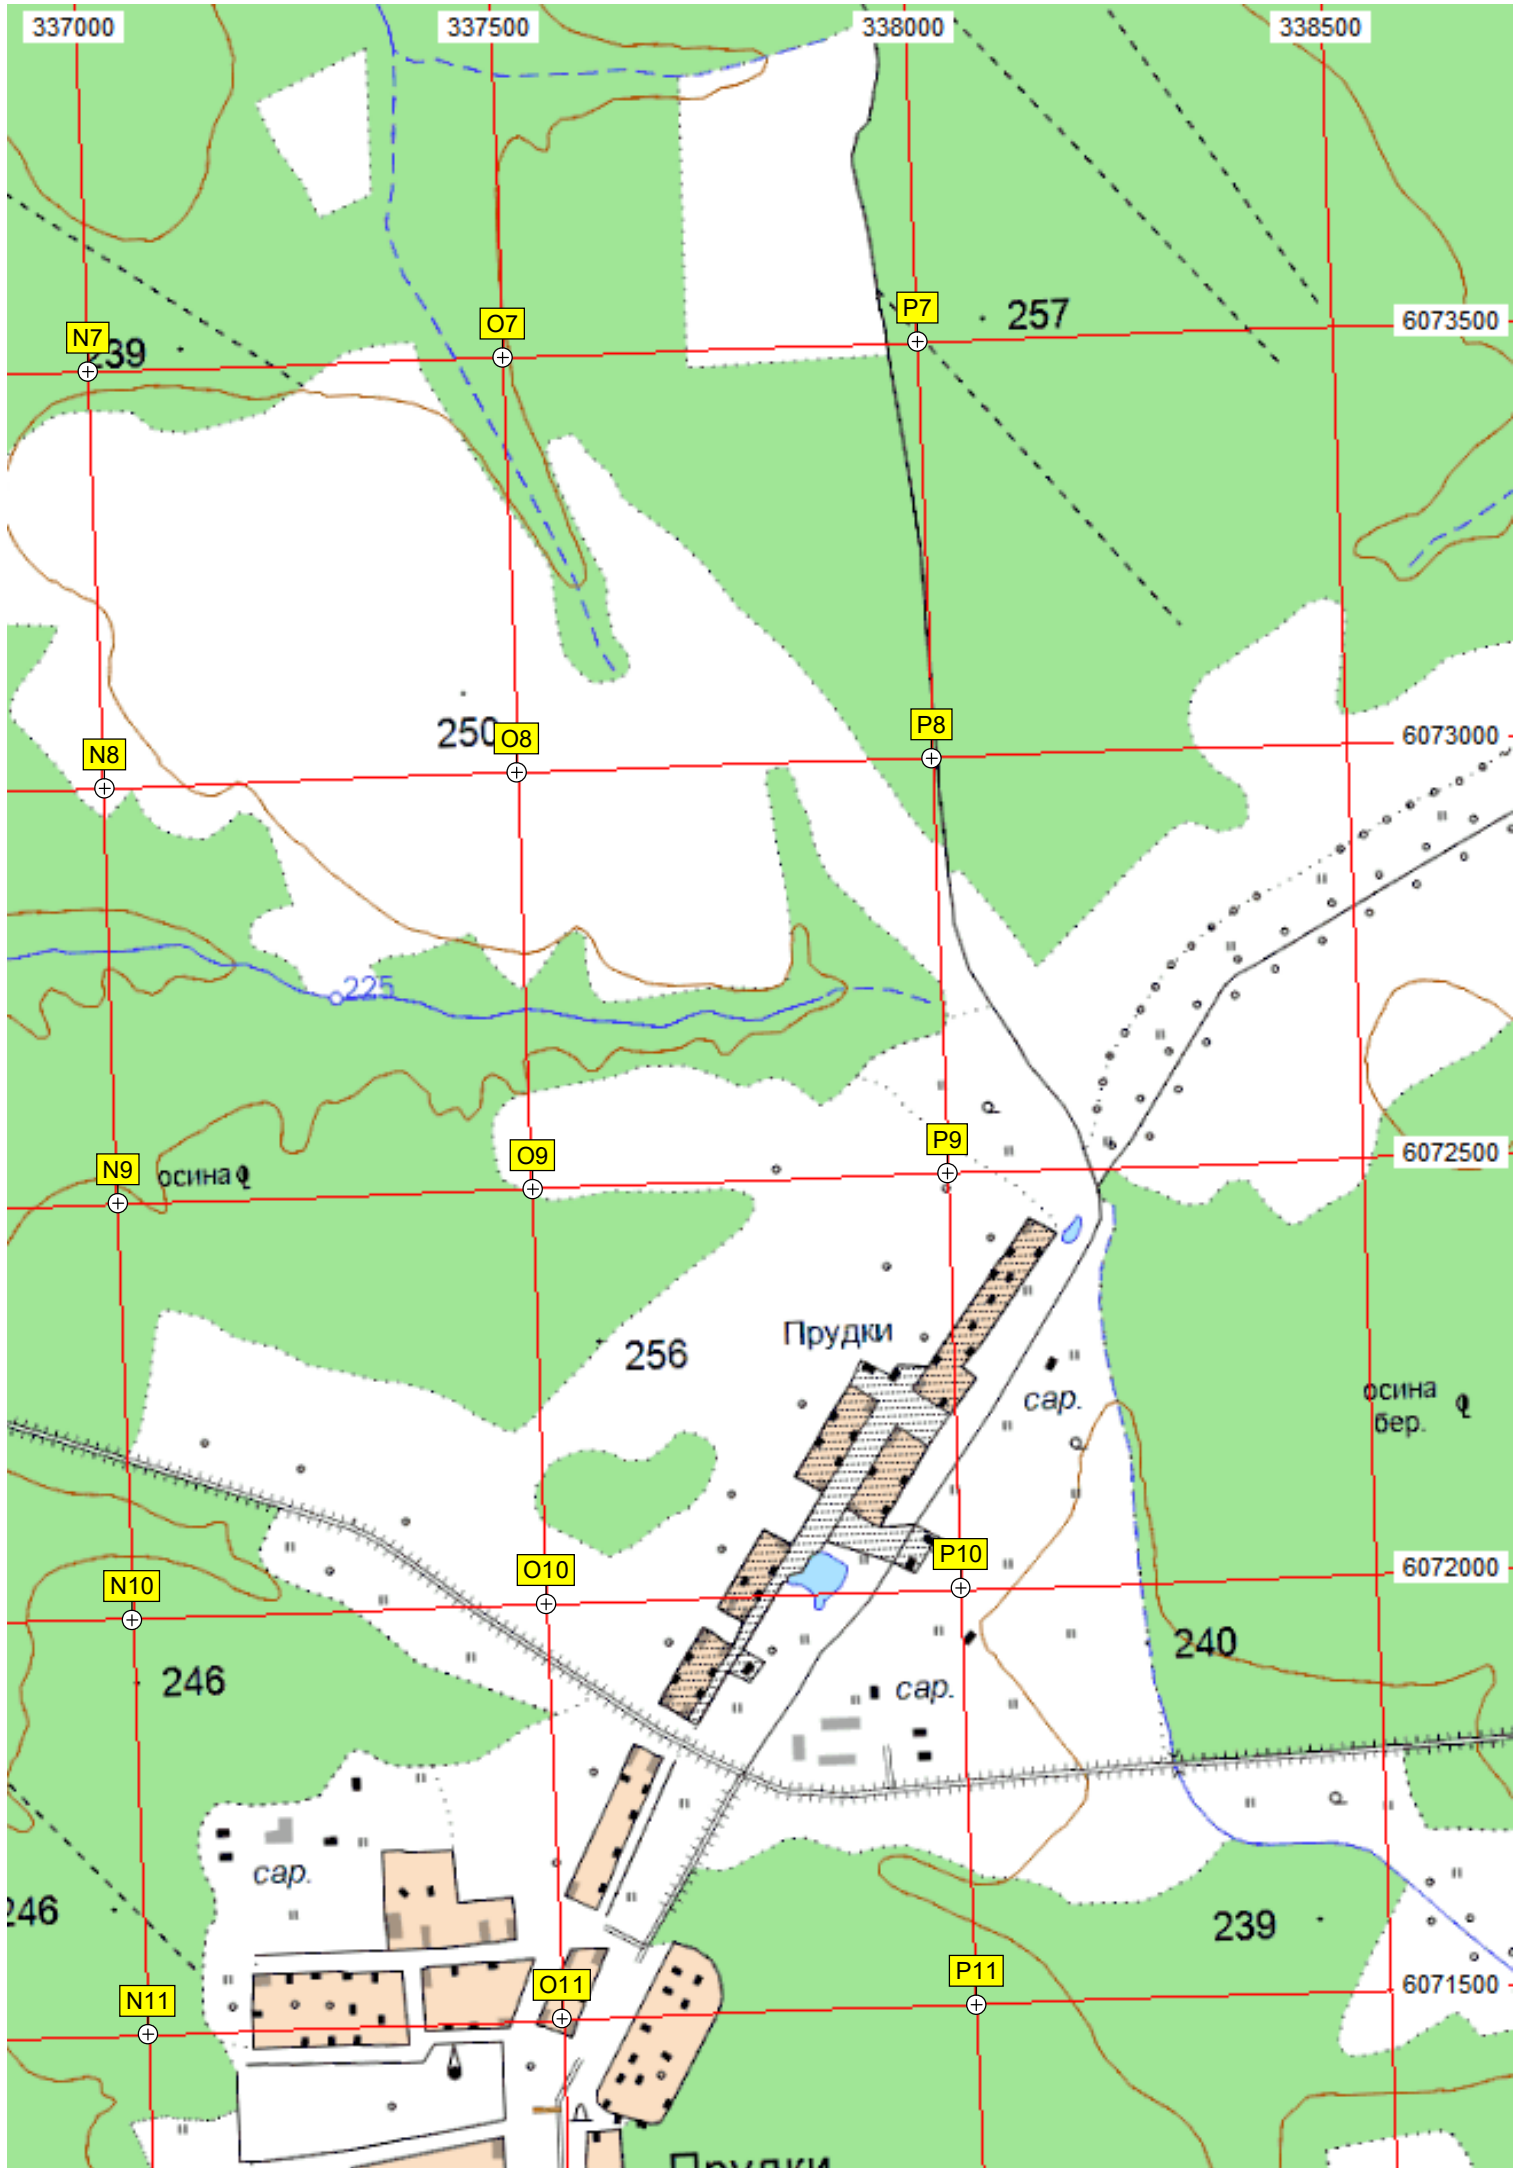 337000 337500 338000 338500
P7 257
O7
6073500
N7
239
P8
250 O8
6073000
N8
225
P9
O9
6072500
N9
осина
Прудки
256
осина
бер.
сар.
P10
O10
6072000
N10
240
246
сар.
сар.
246
239
P11
O11
6071500
N11
Прудки